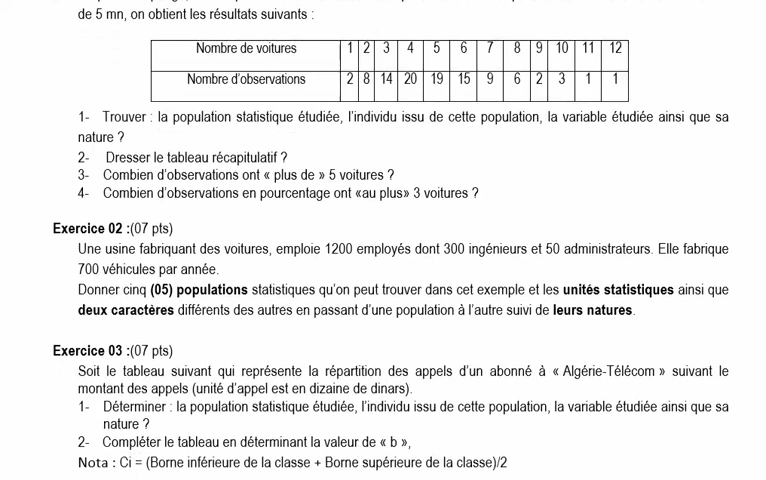 de 5 mn, on obtient les résultats suivants :
Nombre de voitures 1 2 3 4 5 6 7 8 9 10 11 12
Nombre d'observations 2 8 14 20 19 15 9 6 2 3 1 1
1- Trouver : la population statistique étudiée, l'individu issu de cette population, la variable étudiée ainsi que sa
nature ?
2- Dresser le tableau récapitulatif ?
3- Combien d'observations ont « plus de » 5 voitures ?
4- Combien d'observations en pourcentage ont «au plus» 3 voitures ?
Exercice 02 :(07 pts)
Une usine fabriquant des voitures, emploie 1200 employés dont 300 ingénieurs et 50 administrateurs. Elle fabrique
700 véhicules par année.
Donner cinq (05) populations statistiques qu'on peut trouver dans cet exemple et les unités statistiques ainsi que
deux caractères différents des autres en passant d'une population à l'autre suivi de leurs natures.
Exercice 03 :(07 pts)
Soit le tableau suivant qui représente la répartition des appels d'un abonné à « Algérie-Télécom » suivant le
montant des appels (unité d'appel est en dizaine de dinars).
1- Déterminer : la population statistique étudiée, l'individu issu de cette population, la variable étudiée ainsi que sa
nature ?
2- Compléter le tableau en déterminant la valeur de « b »,
Nota : Ci = (Borne inférieure de la classe + Borne supérieure de la classe)/2